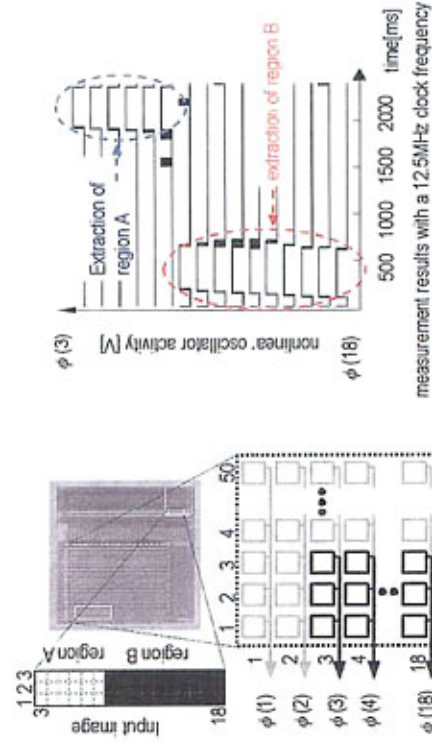 1 2 3
3
18
Input image
region A
region B
1 2 3 4 50
1
2
3
4
18
φ (1)
φ (2)
φ (3)
φ (4)
φ (18)
φ (3)
φ (18)
nonlinear oscillator activity [V]
Extraction of
region A
extraction of region B
500 1000 1500 2000 time[ms]
measurement results with a 12.5MHz clock frequency